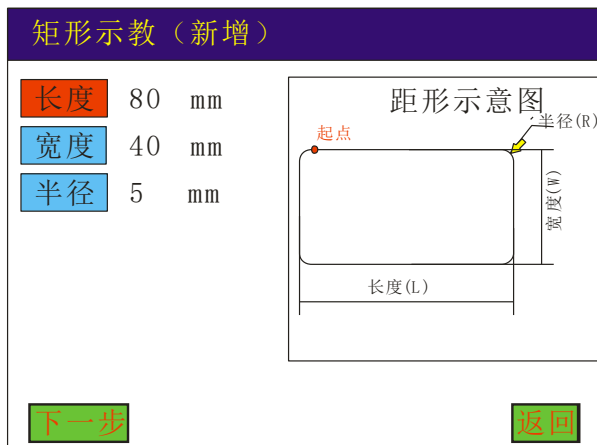 矩形示教（新增）
长度 80 mm
宽度 40 mm
半径 5 mm
距形示意图
半径(R)
起点
宽度(W)
长度(L)
下一步
返回